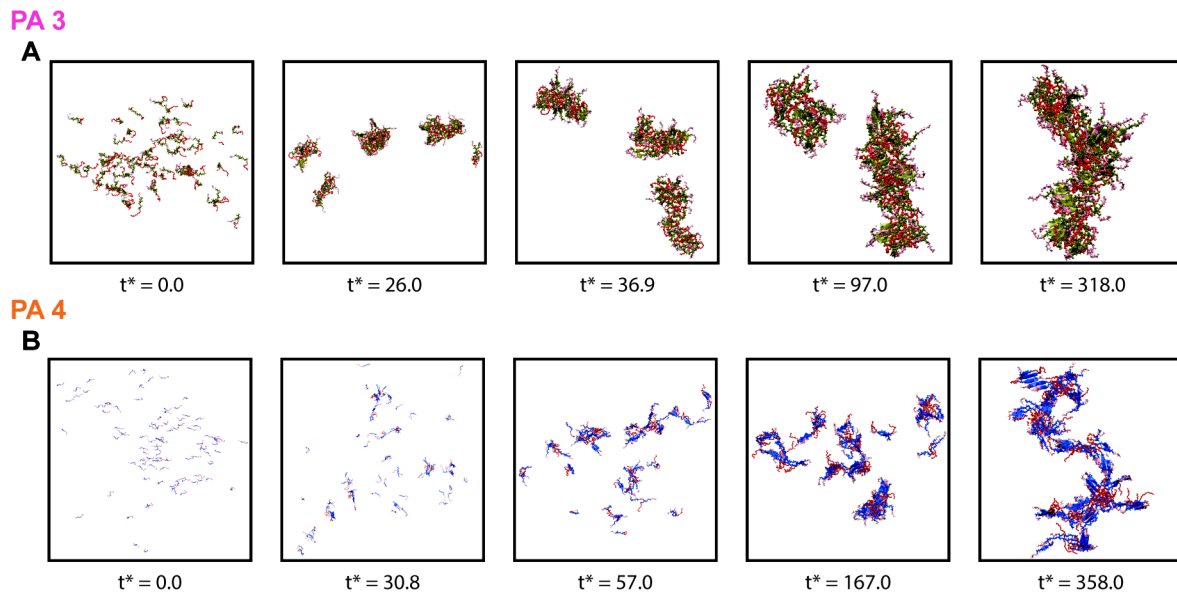 PA 3
A
t* = 0.0
t* = 26.0
t* = 36.9
t* = 97.0
t* = 318.0
PA 4
B
t* = 0.0
t* = 30.8
t* = 57.0
t* = 167.0
t* = 358.0